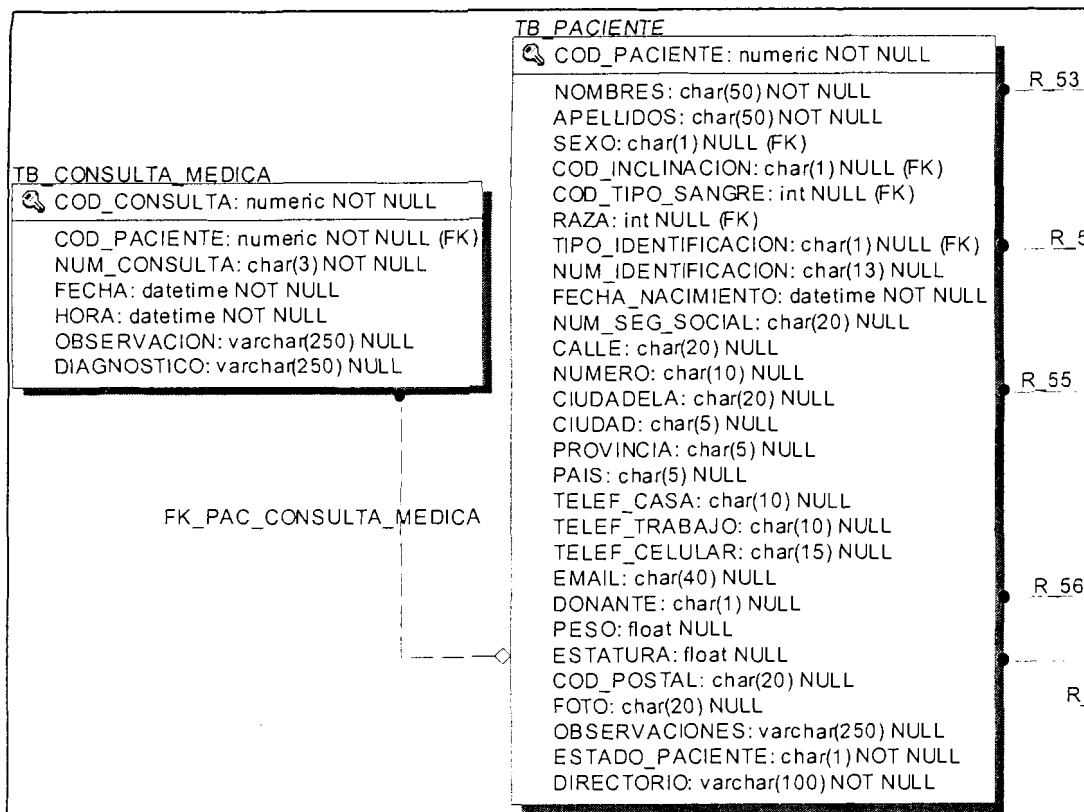 TB_PACIENTE
COD_PACIENTE: numeric NOT NULL
NOMBRES: char(50) NOT NULL
APELLIDOS: char(50) NOT NULL
SEXO: char(1) NULL (FK)
COD_INCLINACION: char(1) NULL (FK)
COD_TIPO_SANGRE: int NULL (FK)
RAZA: int NULL (FK)
TIPO_IDENTIFICACION: char(1) NULL (FK)
NUM_IDENTIFICACION: char(13) NULL
FECHA_NACIMIENTO: datetime NOT NULL
NUM_SEG_SOCIAL: char(20) NULL
CALLE: char(20) NULL
NUMERO: char(10) NULL
CIUDADELA: char(20) NULL
CIUDAD: char(5) NULL
PROVINCIA: char(5) NULL
PAIS: char(5) NULL
TELEF_CASA: char(10) NULL
TELEF_TRABAJO: char(10) NULL
TELEF_CELULAR: char(15) NULL
EMAIL: char(40) NULL
DONANTE: char(1) NULL
PESO: float NULL
ESTATURA: float NULL
COD_POSTAL: char(20) NULL
FOTO: char(20) NULL
OBSERVACIONES: varchar(250) NULL
ESTADO_PACIENTE: char(1) NOT NULL
DIRECTORIO: varchar(100) NOT NULL
TB_CONSULTA_MEDICA
COD_CONSULTA: numeric NOT NULL
COD_PACIENTE: numeric NOT NULL (FK)
NUM_CONSULTA: char(3) NOT NULL
FECHA: datetime NOT NULL
HORA: datetime NOT NULL
OBSERVACION: varchar(250) NULL
DIAGNOSTICO: varchar(250) NULL
FK_PAC_CONSULTA_MEDICA
R_53
R_55
R_56